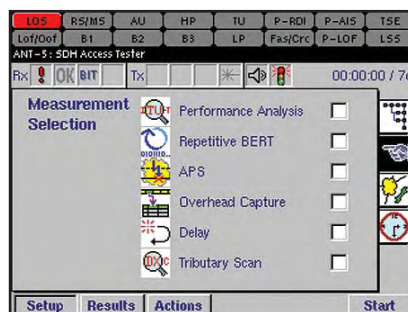 LOS RS/MS AU HP TU P-RDI P-AIS TSE
Lof/Oof B1 B2 B3 LP Fas/Crc P-LOF LSS
ANT-5 : SDH Access Tester
Rx OK BIT Tx 00:00:00 / 7d
Measurement Selection
Performance Analysis
Repetitive BERT
APS
Overhead Capture
Delay
Tributary Scan
Setup Results Actions Start